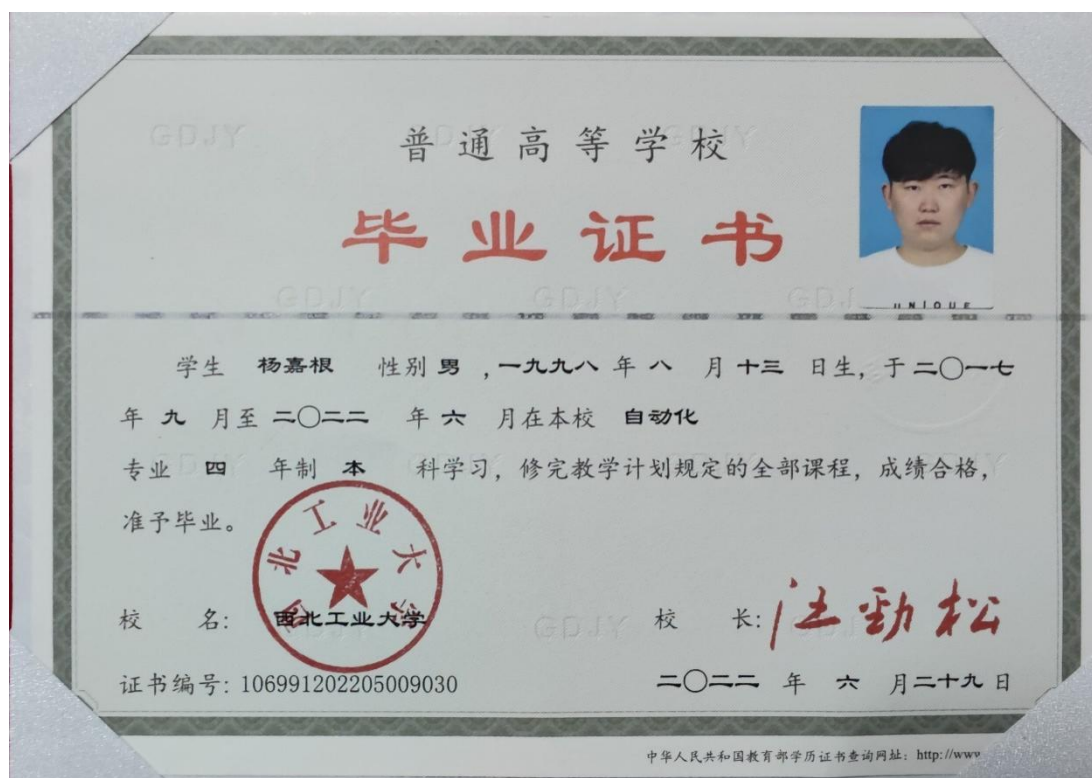 GDJY GDJY GDJY
普通高等学校
毕业证书
UNIQUE
GDJY GDJY GDJ
学生 杨嘉根 性别 男 ,一九九八 年 八 月 十三 日生, 于 二〇一七
年 九 月至 二〇二二 年 六 月在本校 自动化
专业 四 年制 本 科学习, 修完教学计划规定的全部课程, 成绩合格,
准予毕业。
西北工业大学
校 名: 西北工业大学 校 长: 汪劲松
GDJY
证书编号: 106991202205009030 二〇二二 年 六 月二十九日
中华人民共和国教育部学历证书查询网址: http://www.